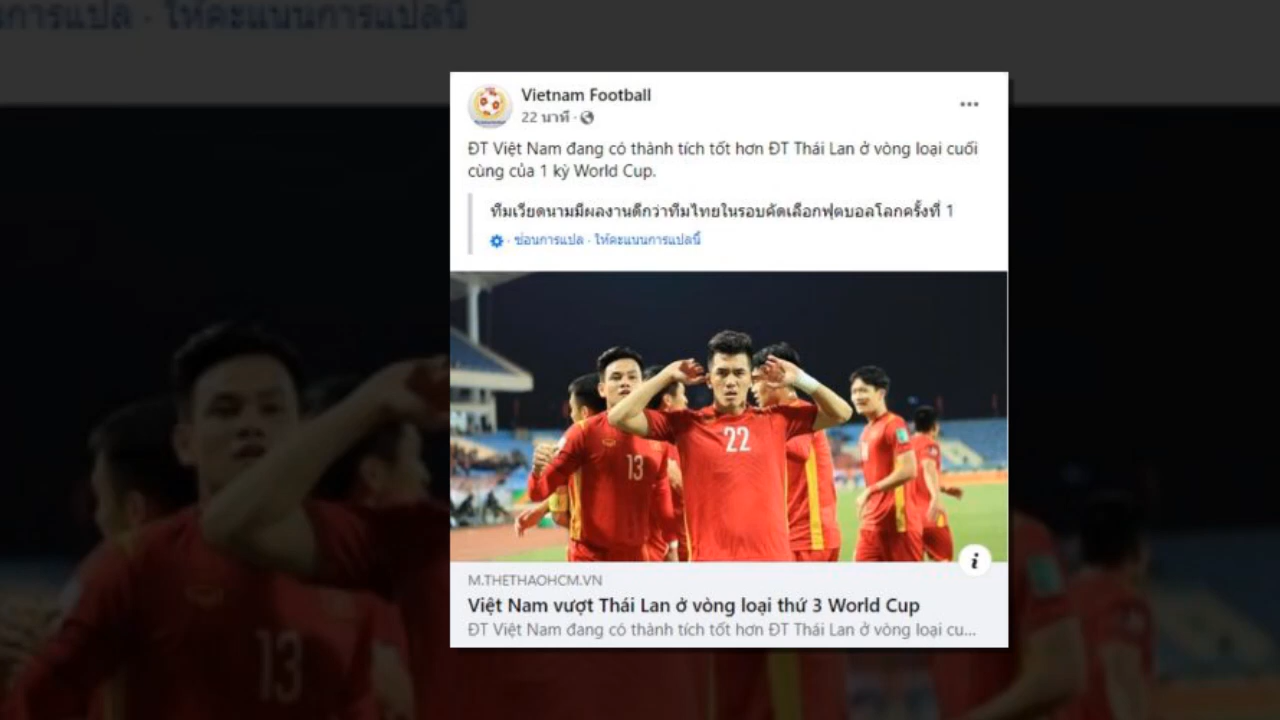 การแปล · ให้คะแนนการแปลนี้
Vietnam Football
22 นาที ·
ĐT Việt Nam đang có thành tích tốt hơn ĐT Thái Lan ở vòng loại cuối
cùng của 1 kỳ World Cup.
ทีมเวียดนามมีผลงานดีกว่าทีมไทยในรอบคัดเลือกฟุตบอลโลกครั้งที่ 1
· ซ่อนการแปล · ให้คะแนนการแปลนี้
13
22
13
M.THETHAOHCM.VN
Việt Nam vượt Thái Lan ở vòng loại thứ 3 World Cup
ĐT Việt Nam đang có thành tích tốt hơn ĐT Thái Lan ở vòng loại cu...